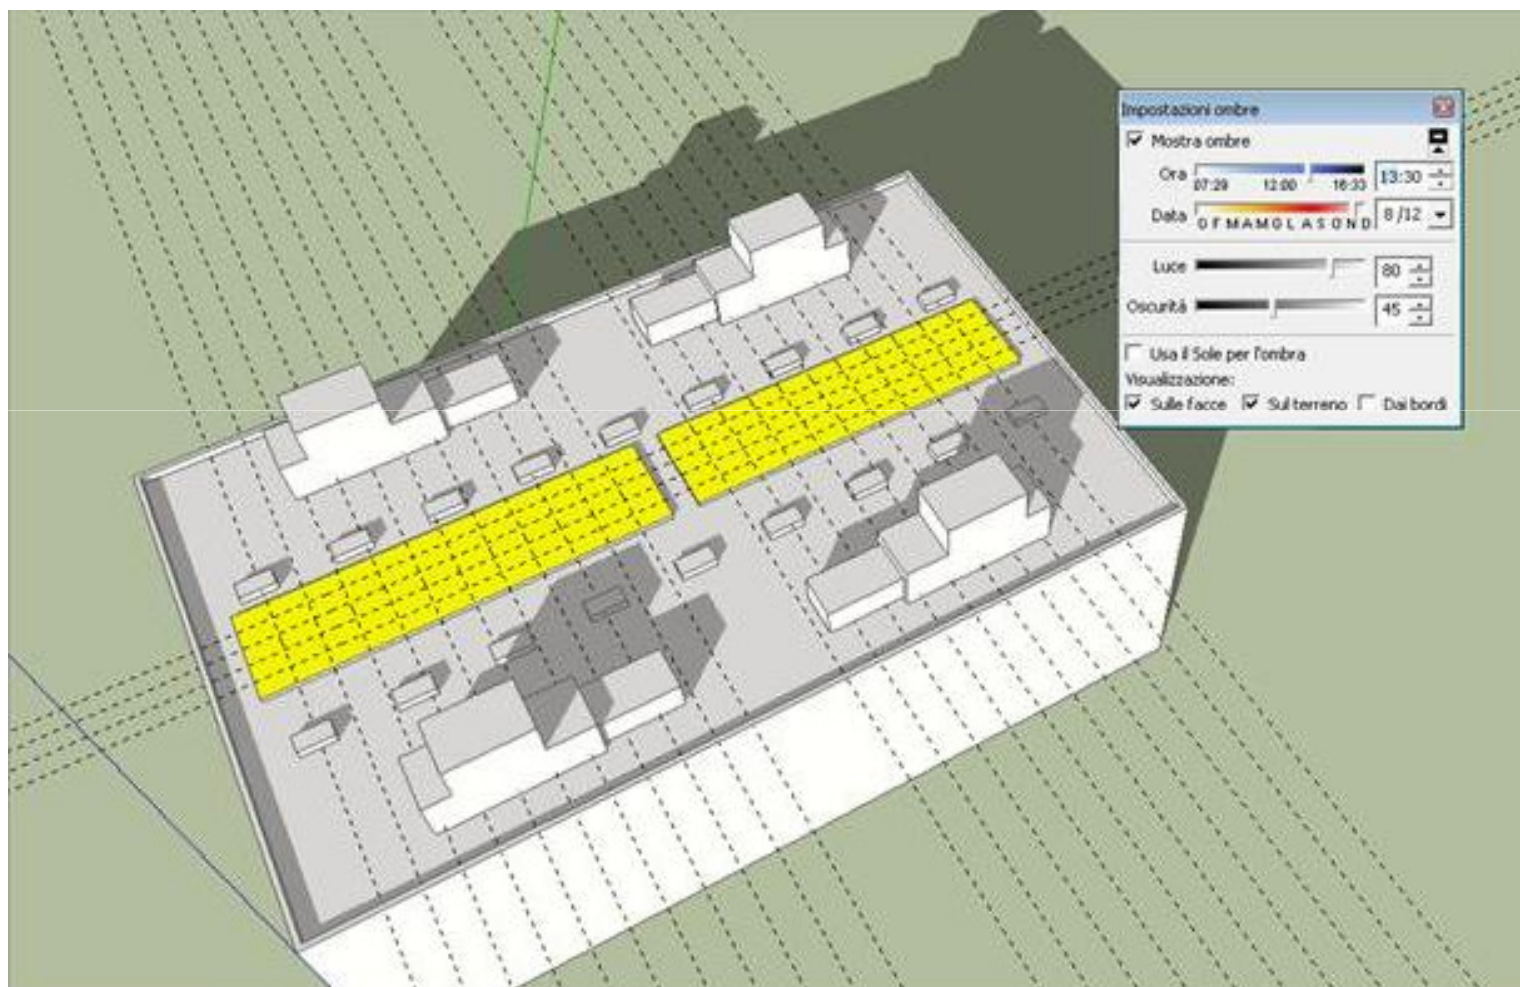 Impostazioni ombre
Mostra ombre
Ora 07:29 12:00 16:33 13:30
Data G F M A M G L A S O N D 8/12
Luce 80
Oscurità 45
Usa il Sole per l'ombra
Visualizzazione:
Sulle facce Sul terreno Dai bordi